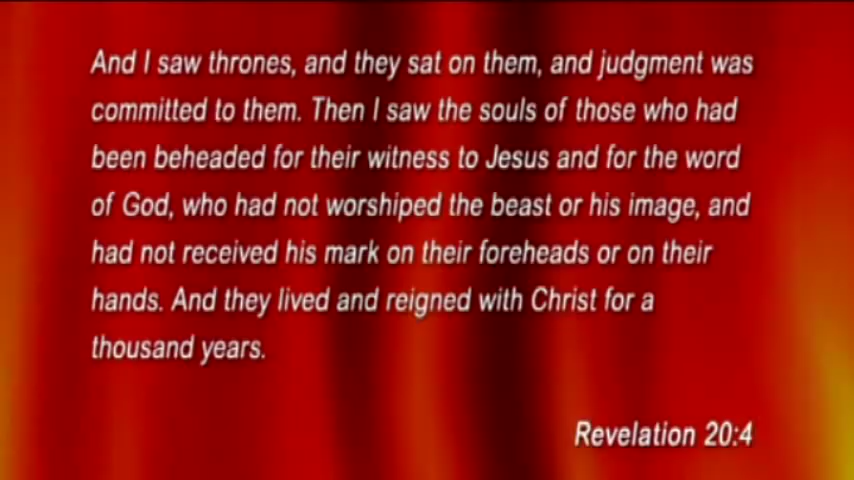 And I saw thrones, and they sat on them, and judgment was
committed to them. Then I saw the souls of those who had
been beheaded for their witness to Jesus and for the word
of God, who had not worshiped the beast or his image, and
had not received his mark on their foreheads or on their
hands. And they lived and reigned with Christ for a
thousand years.
Revelation 20:4